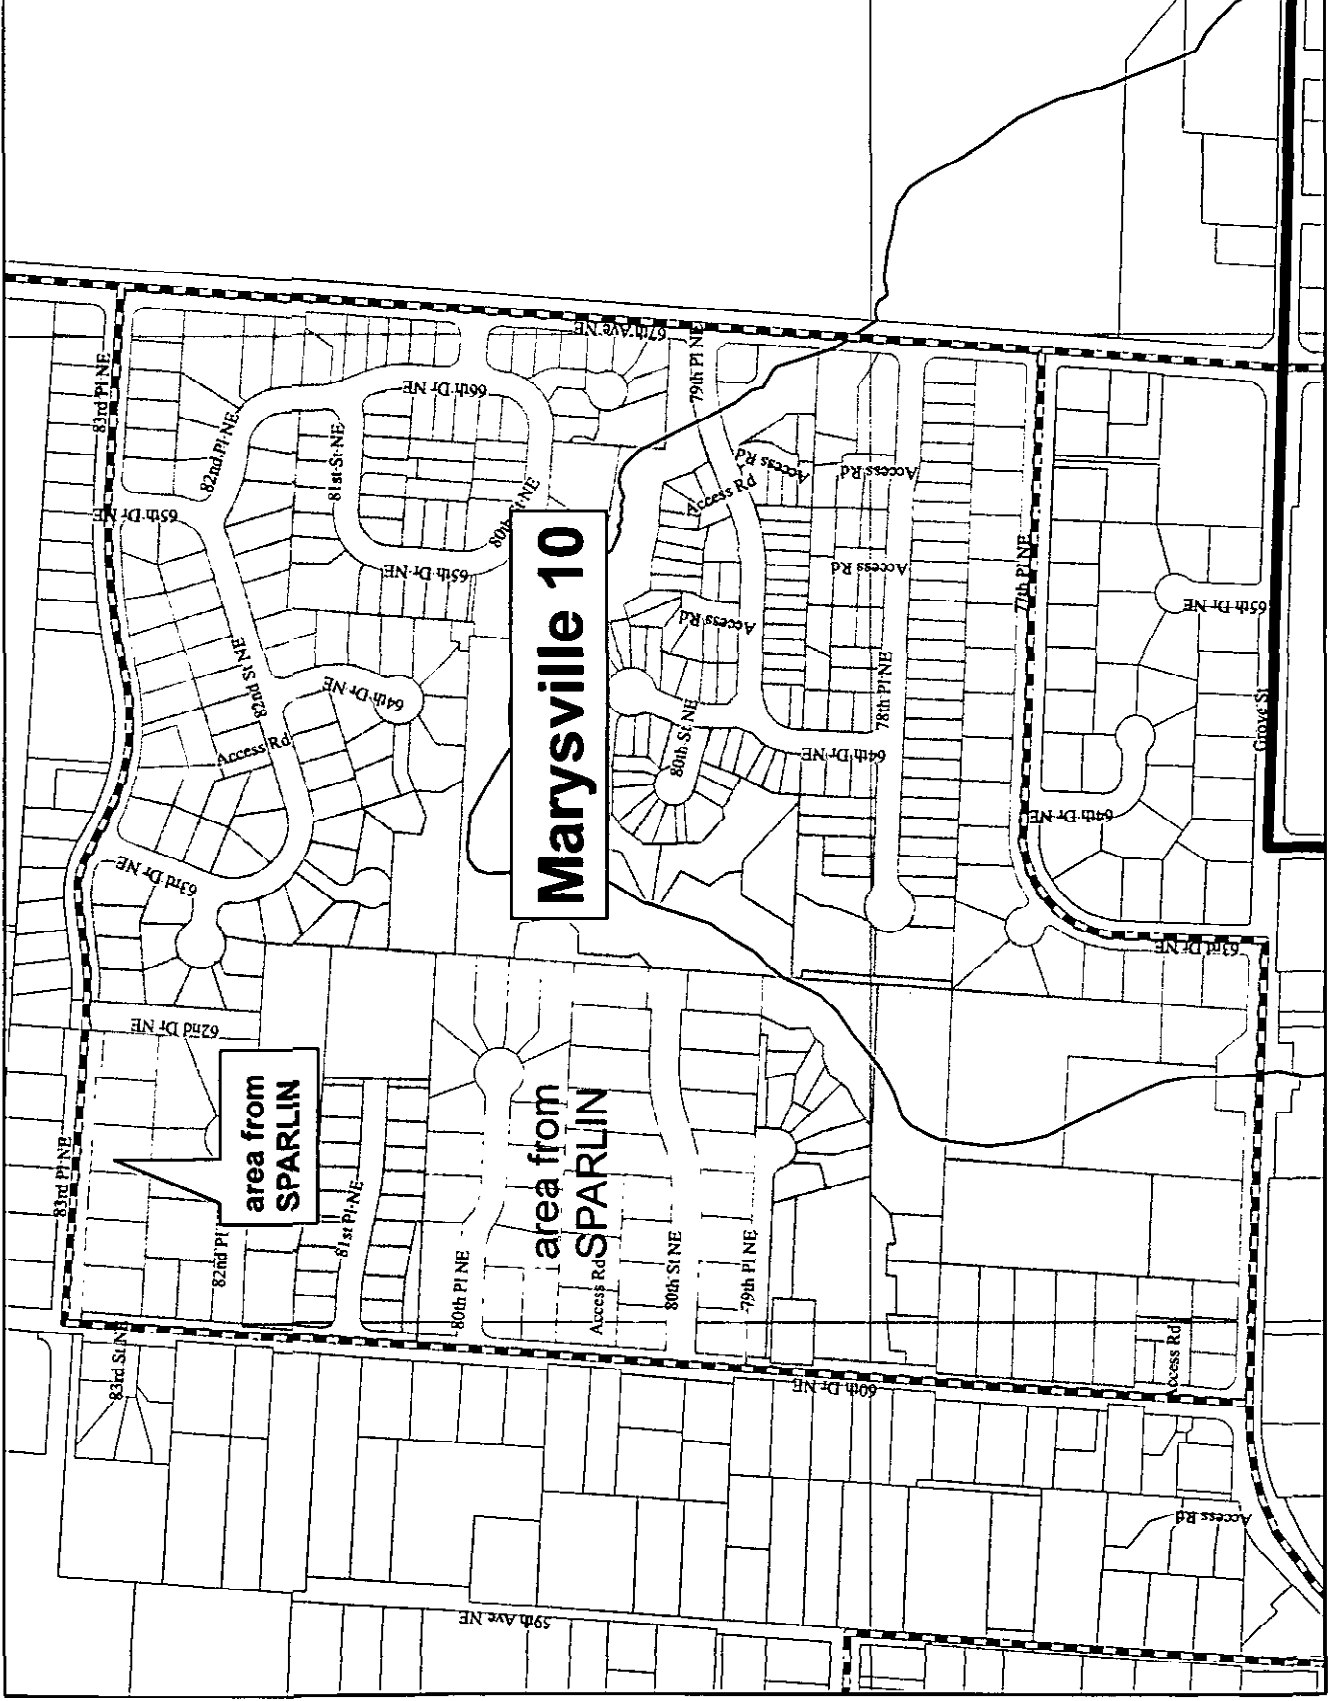 83rd Pl NE
83rd Pl NE
83rd St NE
82nd Pl NE
65th Dr NE
63rd Dr NE
62nd Dr NE
82nd Pl
82nd St NE
Access Rd
64th Dr NE
81st St NE
66th Dr NE
65th Dr NE
80th St NE
67th Ave NE
79th Pl NE
area from
SPARLIN
81st Pl NE
80th Pl NE
Marysville 10
area from
SPARLIN
Access Rd
80th St NE
79th Pl NE
80th St NE
Access Rd
Access Rd
Access Rd
Access Rd
Access Rd
64th Dr NE
78th Pl NE
77th Pl NE
64th Dr NE
65th Dr NE
63rd Dr NE
Grove St
60th Dr NE
Access Rd
Access Rd
59th Ave NE